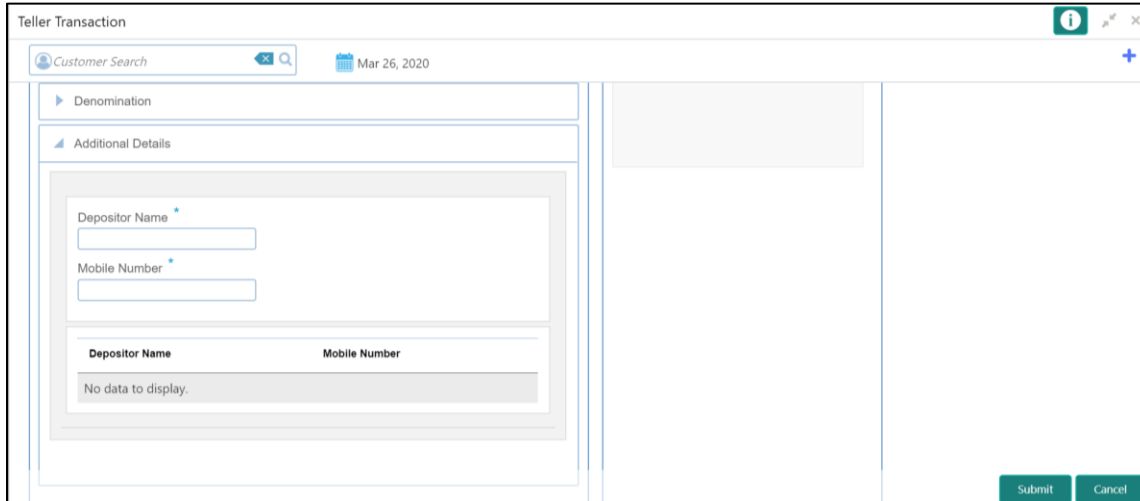 Teller Transaction
Customer Search
Mar 26, 2020
Denomination
Additional Details
Depositor Name *
Mobile Number *
Depositor Name Mobile Number
No data to display.
Submit Cancel